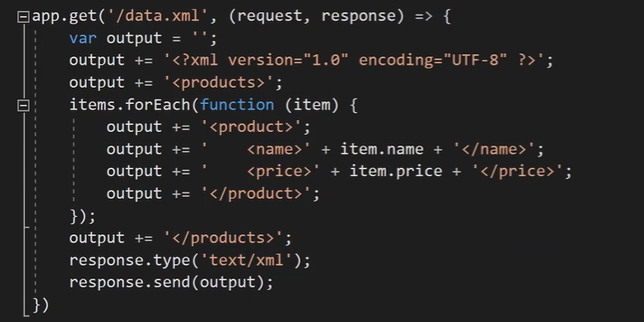 app.get('/data.xml', (request, response) => {
    var output = '';
    output += '<?xml version="1.0" encoding="UTF-8" ?>';
    output += '<products>';
    items.forEach(function (item) {
        output += '<product>';
        output += '    <name>' + item.name + '</name>';
        output += '    <price>' + item.price + '</price>';
        output += '</product>';
    });
    output += '</products>';
    response.type('text/xml');
    response.send(output);
})